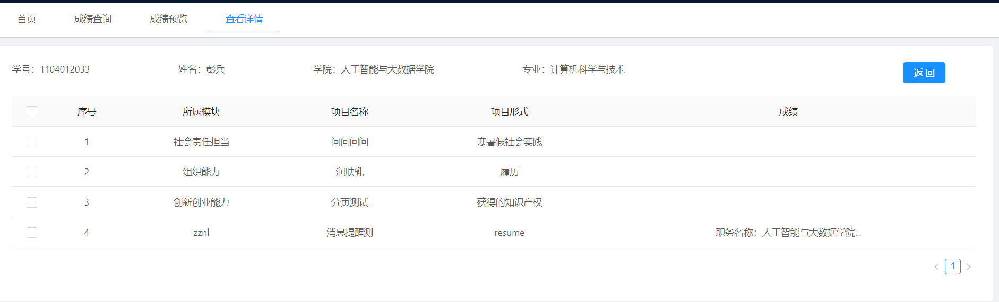 首页 成绩查询 成绩预览 查看详情
学号：1104012033 姓名：彭兵 学院：人工智能与大数据学院 专业：计算机科学与技术 返 回
序号 所属模块 项目名称 项目形式 成绩
1 社会责任担当 问问问问 寒暑假社会实践
2 组织能力 润肤乳 履历
3 创新创业能力 分页测试 获得的知识产权
4 zznl 消息提醒测 resume 职务名称：人工智能与大数据学院...
< 1 >